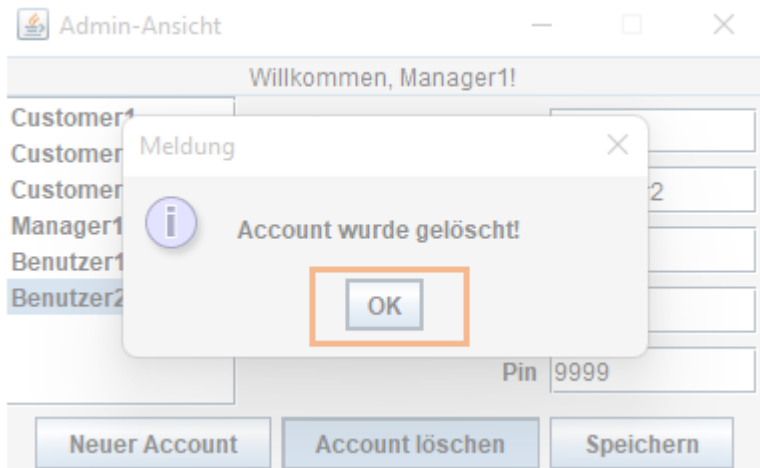 Admin-Ansicht
Willkommen, Manager1!
Customer1
Customer
Customer
Manager1
Benutzer1
Benutzer2
Meldung
Account wurde gelöscht!
OK
2
Pin 9999
Neuer Account Account löschen Speichern